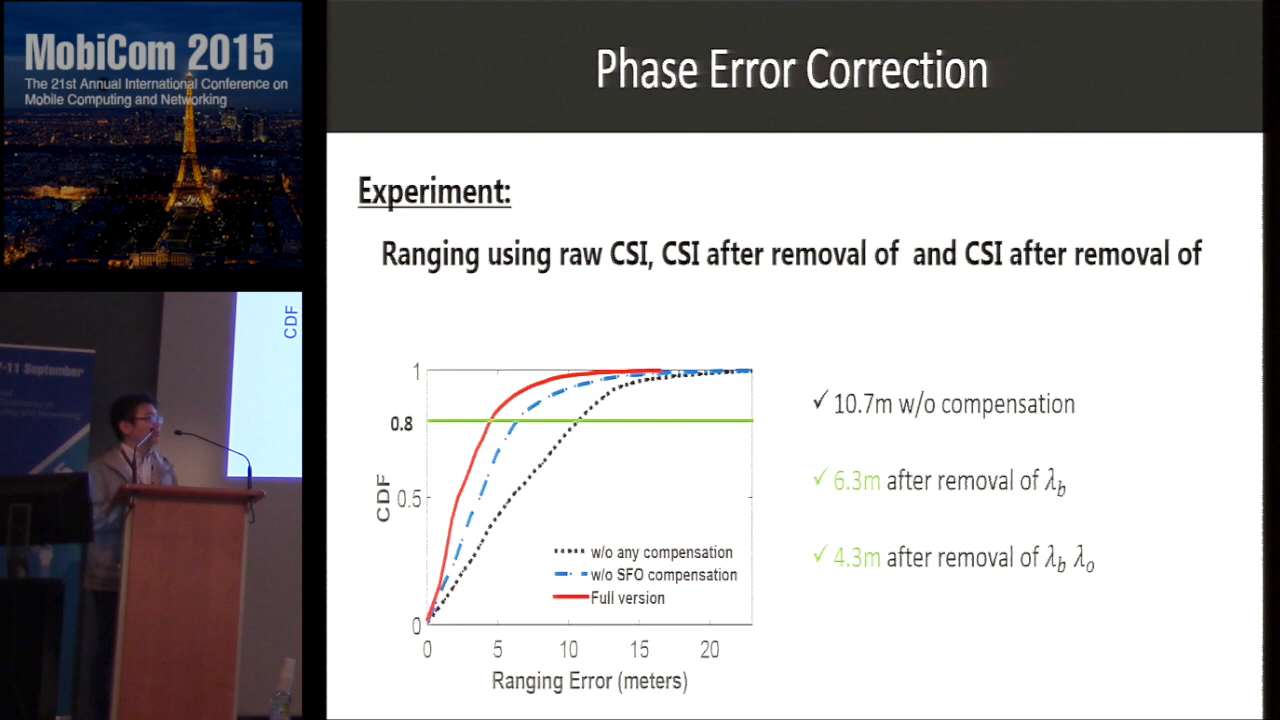 MobiCom 2015
The 21st Annual International Conference on
Mobile Computing and Networking
Phase Error Correction
Experiment:
Ranging using raw CSI, CSI after removal of and CSI after removal of
CDF
-11 September
1
0.8
0.5
0
CDF
w/o any compensation
w/o SFO compensation
Full version
0 5 10 15 20
Ranging Error (meters)
✓ 10.7m w/o compensation
✓ 6.3m after removal of λb
✓ 4.3m after removal of λb λo